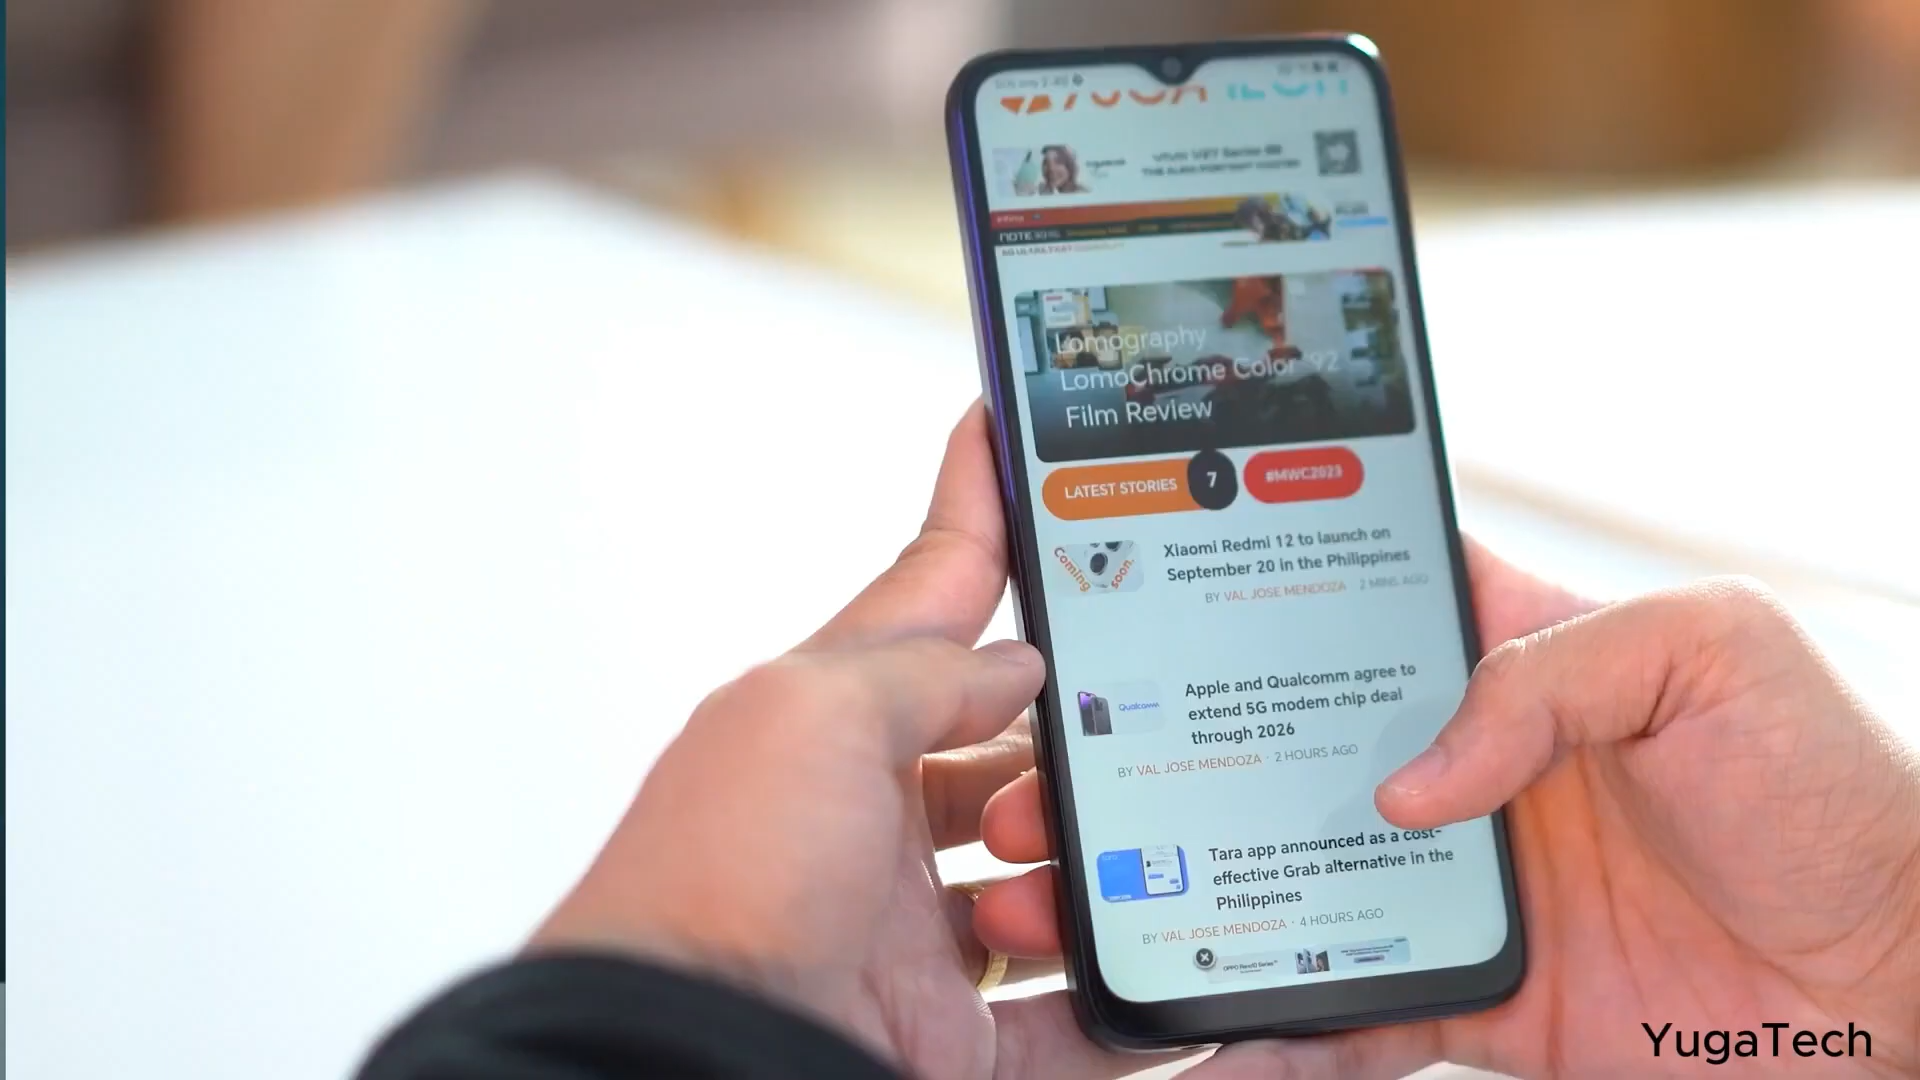 Lomography
LomoChrome Color '92
Film Review
LATEST STORIES
7
#MWC2023
Coming soon.
Xiaomi Redmi 12 to launch on
September 20 in the Philippines
BY VAL JOSE MENDOZA · 2 MINS AGO
Qualcomm
Apple and Qualcomm agree to
extend 5G modem chip deal
through 2026
BY VAL JOSE MENDOZA · 2 HOURS AGO
Tara app announced as a cost-
effective Grab alternative in the
Philippines
BY VAL JOSE MENDOZA · 4 HOURS AGO
YugaTech